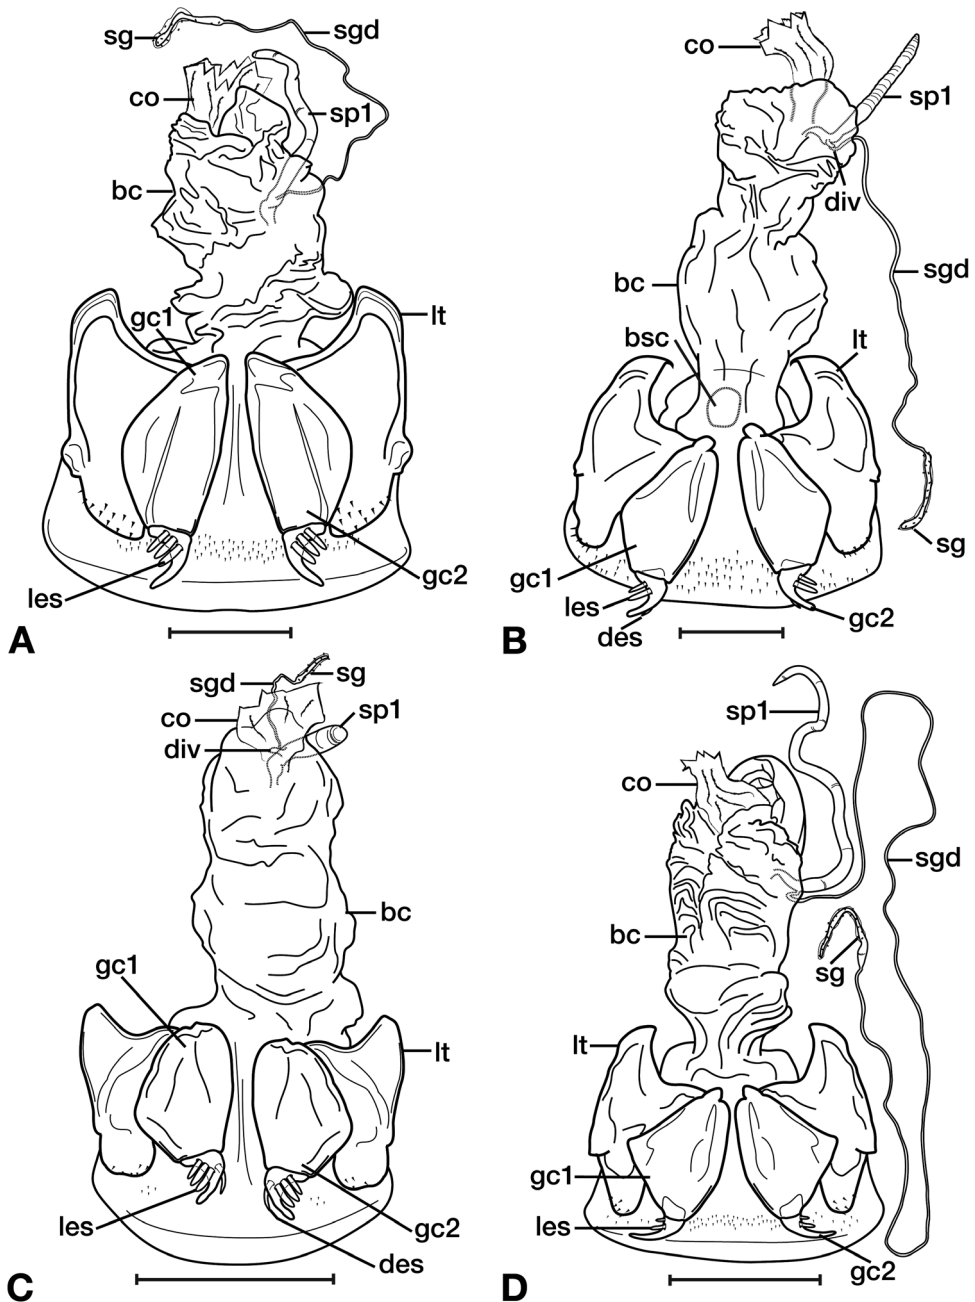 sg
sgd
co
sp1
bc
gc1
lt
les
gc2
A
co
sp1
div
sgd
bc
bsc
lt
gc1
les
des
gc2
sg
B
sgd
sg
co
sp1
div
bc
gc1
lt
les
gc2
des
C
sp1
co
sgd
bc
sg
lt
gc1
les
gc2
D